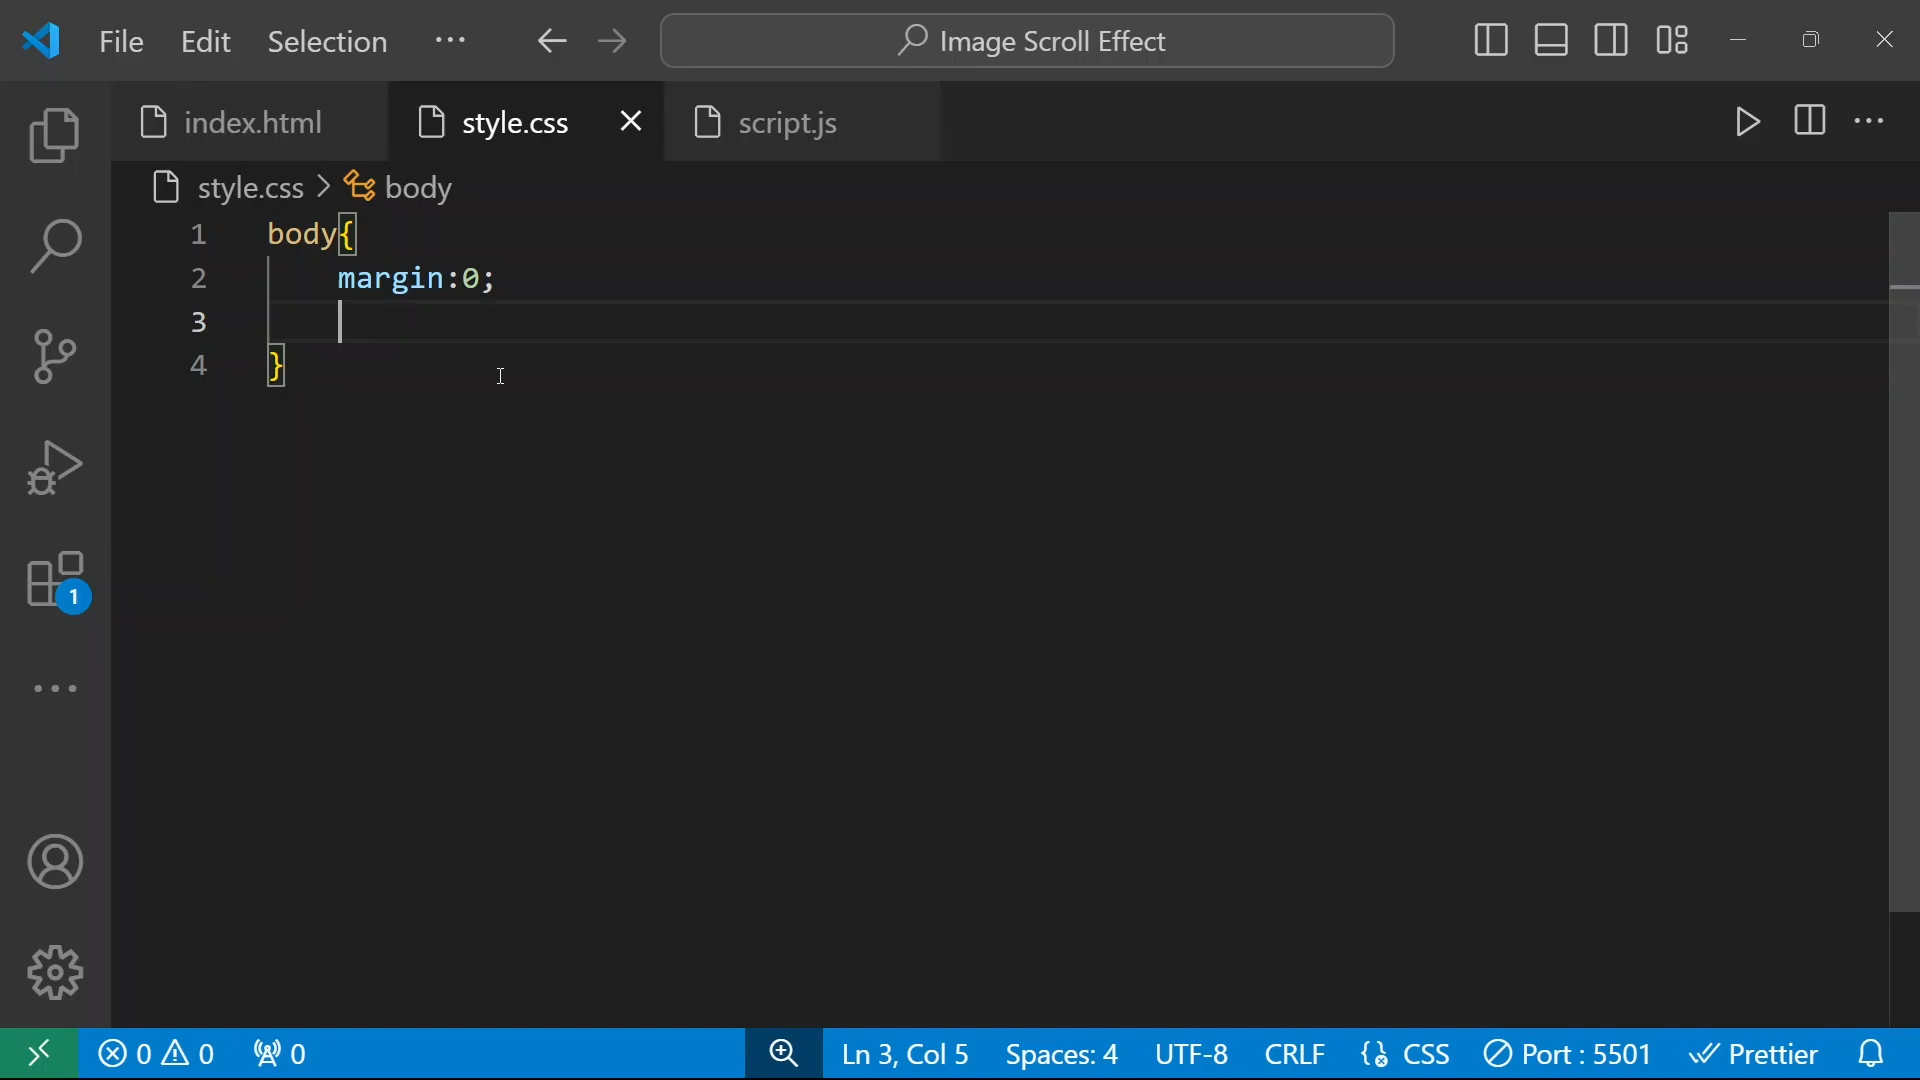 File Edit Selection ··· Image Scroll Effect
index.html style.css script.js
style.css > body
1 body{
2 margin:0;
3
4 }
1
0 0 0 Ln 3, Col 5 Spaces: 4 UTF-8 CRLF CSS Port : 5501 Prettier